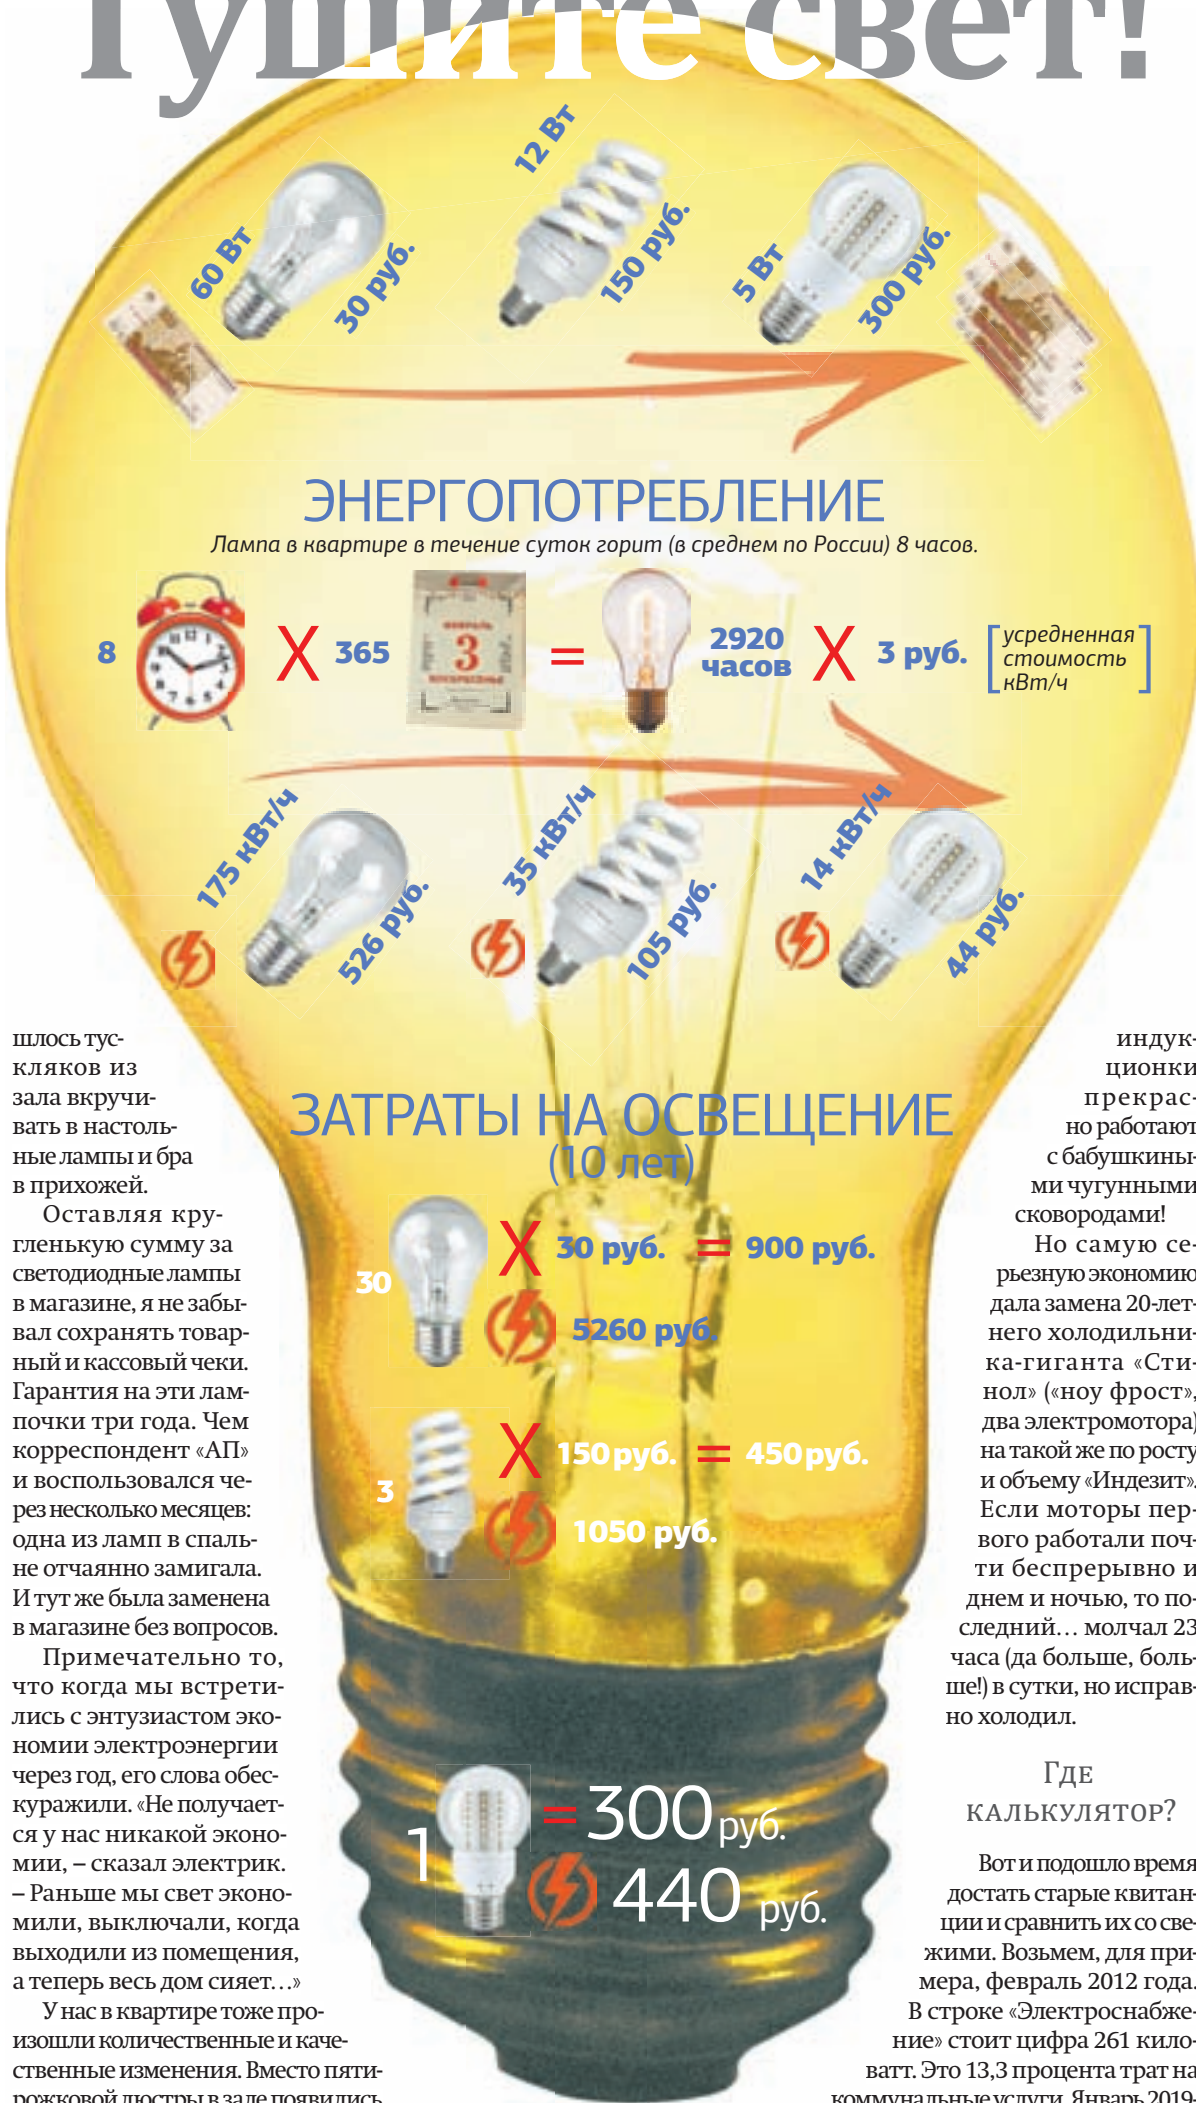 Тушите свет!
60 Вт
30 руб.
12 Вт
150 руб.
5 Вт
300 руб.
ЭНЕРГОПОТРЕБЛЕНИЕ
Лампа в квартире в течение суток горит (в среднем по России) 8 часов.
8 X 365 = 2920 часов X 3 руб. [усредненная стоимость кВт/ч]
ФЕВРАЛЬ
3
ВОСКРЕСЕНЬЕ
175 кВт/ч
526 руб.
35 кВт/ч
105 руб.
14 кВт/ч
44 руб.
ЗАТРАТЫ НА ОСВЕЩЕНИЕ
(10 лет)
30 X 30 руб. = 900 руб.
5260 руб.
3 X 150 руб. = 450 руб.
1050 руб.
1 = 300 руб.
440 руб.
шлось тус-
кляков из
зала вкручи-
вать в настоль-
ные лампы и бра
в прихожей.
Оставляя кру-
гленькую сумму за
светодиодные лампы
в магазине, я не забы-
вал сохранять товар-
ный и кассовый чеки.
Гарантия на эти лам-
почки три года. Чем
корреспондент «АП»
и воспользовался че-
рез несколько месяцев:
одна из ламп в спаль-
не отчаянно замигала.
И тут же была заменена
в магазине без вопросов.
Примечательно то,
что когда мы встрети-
лись с энтузиастом эко-
номии электроэнергии
через год, его слова обес-
куражили. «Не получает-
ся у нас никакой эконо-
мии, – сказал электрик.
– Раньше мы свет эконо-
мили, выключали, когда
выходили из помещения,
а теперь весь дом сияет…»
У нас в квартире тоже про-
изошли количественные и каче-
ственные изменения. Вместо пяти-
рожковой люстры в зале появились
индук-
ционки
прекрас-
но работают
с бабушкины-
ми чугунными
сковородами!
Но самую се-
рьезную экономию
дала замена 20-лет-
него холодильни-
ка-гиганта «Сти-
нол» («ноу фрост»,
два электромотора)
на такой же по росту
и объему «Индезит».
Если моторы пер-
вого работали поч-
ти беспрерывно и
днем и ночью, то по-
следний… молчал 23
часа (да больше, боль-
ше!) в сутки, но исправ-
но холодил.
Где
калькулятор?
Вот и подошло время
достать старые квитан-
ции и сравнить их со све-
жими. Возьмем, для при-
мера, февраль 2012 года.
В строке «Электроснабже-
ние» стоит цифра 261 кило-
ватт. Это 13,3 процента трат на
коммунальные услуги. Январь 2019-